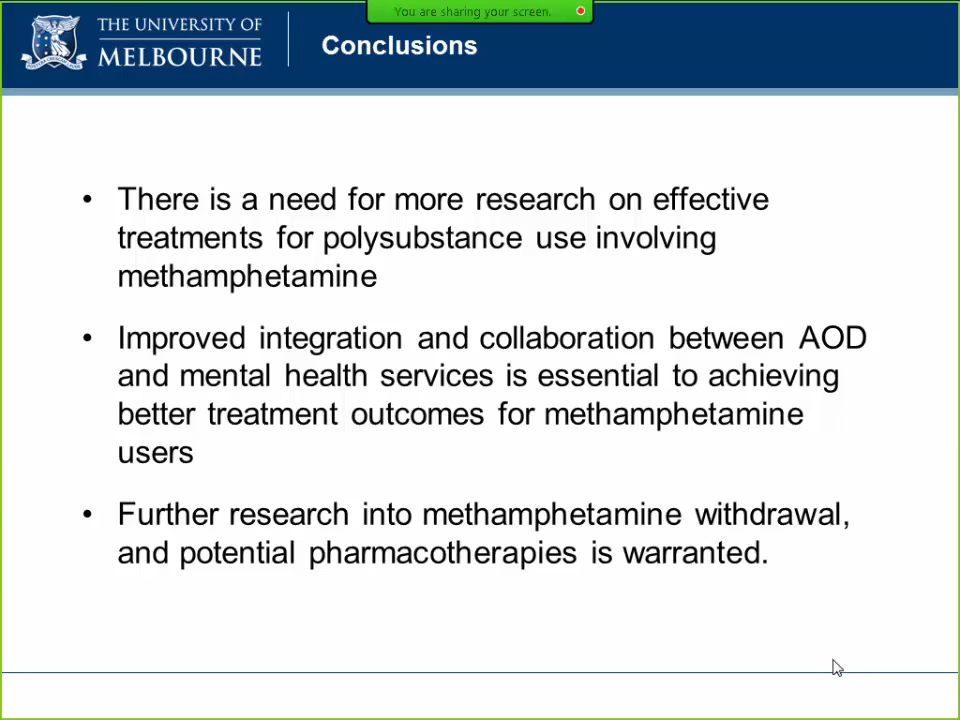 You are sharing your screen.
THE UNIVERSITY OF
MELBOURNE
Conclusions
• There is a need for more research on effective
treatments for polysubstance use involving
methamphetamine
• Improved integration and collaboration between AOD
and mental health services is essential to achieving
better treatment outcomes for methamphetamine
users
• Further research into methamphetamine withdrawal,
and potential pharmacotherapies is warranted.